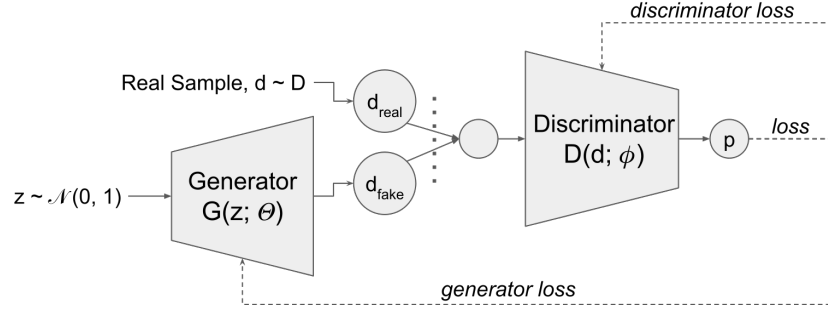 discriminator loss
Real Sample, d ~ D
d_real
Discriminator
D(d; ϕ)
p
loss
Generator
G(z; Θ)
d_fake
z ~ 𝒩(0, 1)
generator loss